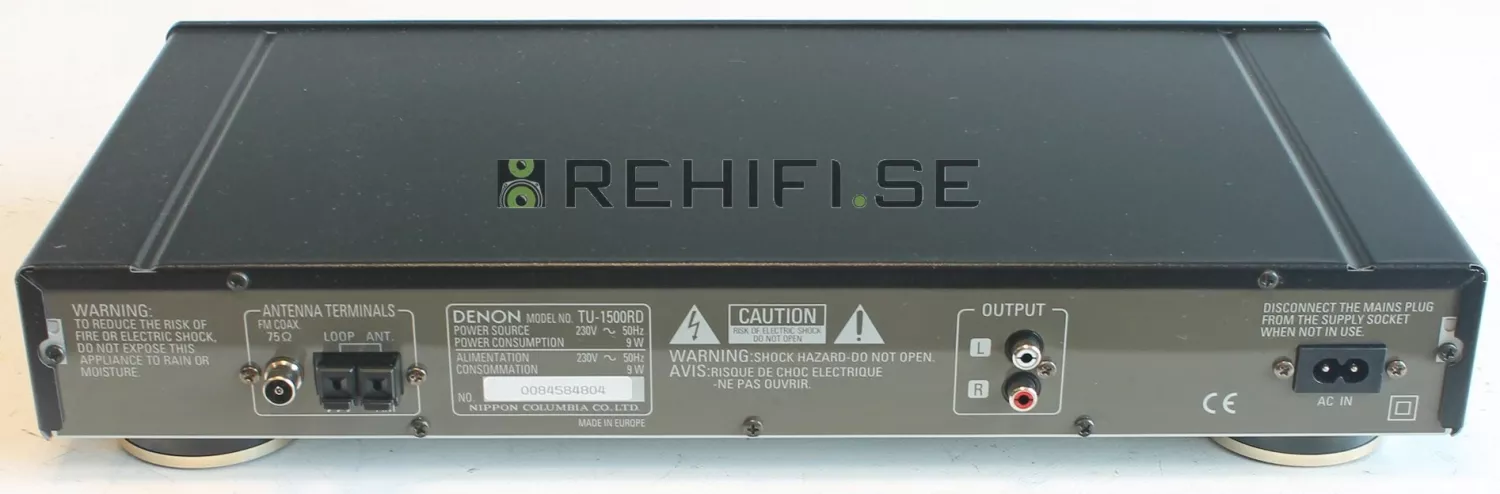 REHIFI.SE
WARNING:
TO REDUCE THE RISK OF
FIRE OR ELECTRIC SHOCK,
DO NOT EXPOSE THIS
APPLIANCE TO RAIN OR
MOISTURE.
ANTENNA TERMINALS
FM COAX.
75Ω
LOOP ANT.
DENON MODEL NO. TU-1500RD
POWER SOURCE 230V ~ 50Hz
POWER CONSUMPTION 9 W
ALIMENTATION 230V ~ 50Hz
CONSOMMATION 9 W
NO. 0084584804
NIPPON COLUMBIA CO., LTD.
MADE IN EUROPE
CAUTION
RISK OF ELECTRIC SHOCK
DO NOT OPEN
WARNING:SHOCK HAZARD-DO NOT OPEN.
AVIS:RISQUE DE CHOC ELECTRIQUE
-NE PAS OUVRIR.
OUTPUT
L
R
DISCONNECT THE MAINS PLUG
FROM THE SUPPLY SOCKET
WHEN NOT IN USE.
CE
AC IN